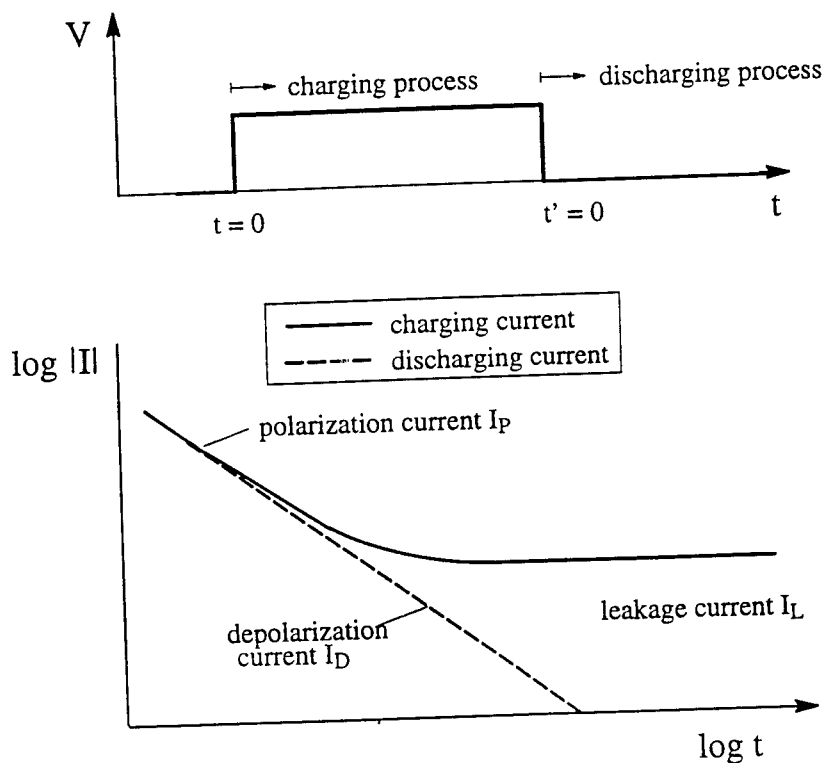 V
charging process
discharging process
t = 0
t' = 0
t
charging current
discharging current
log |I|
polarization current IP
depolarization
current ID
leakage current IL
log t